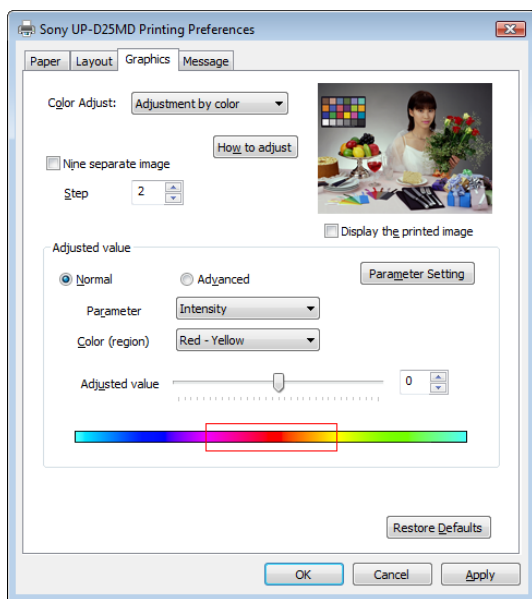 Sony UP-D25MD Printing Preferences
Paper Layout Graphics Message
Color Adjust: Adjustment by color
How to adjust
Nine separate image
Step 2
Display the printed image
Adjusted value
Normal Advanced Parameter Setting
Parameter Intensity
Color (region) Red - Yellow
Adjusted value 0
Restore Defaults
OK Cancel Apply